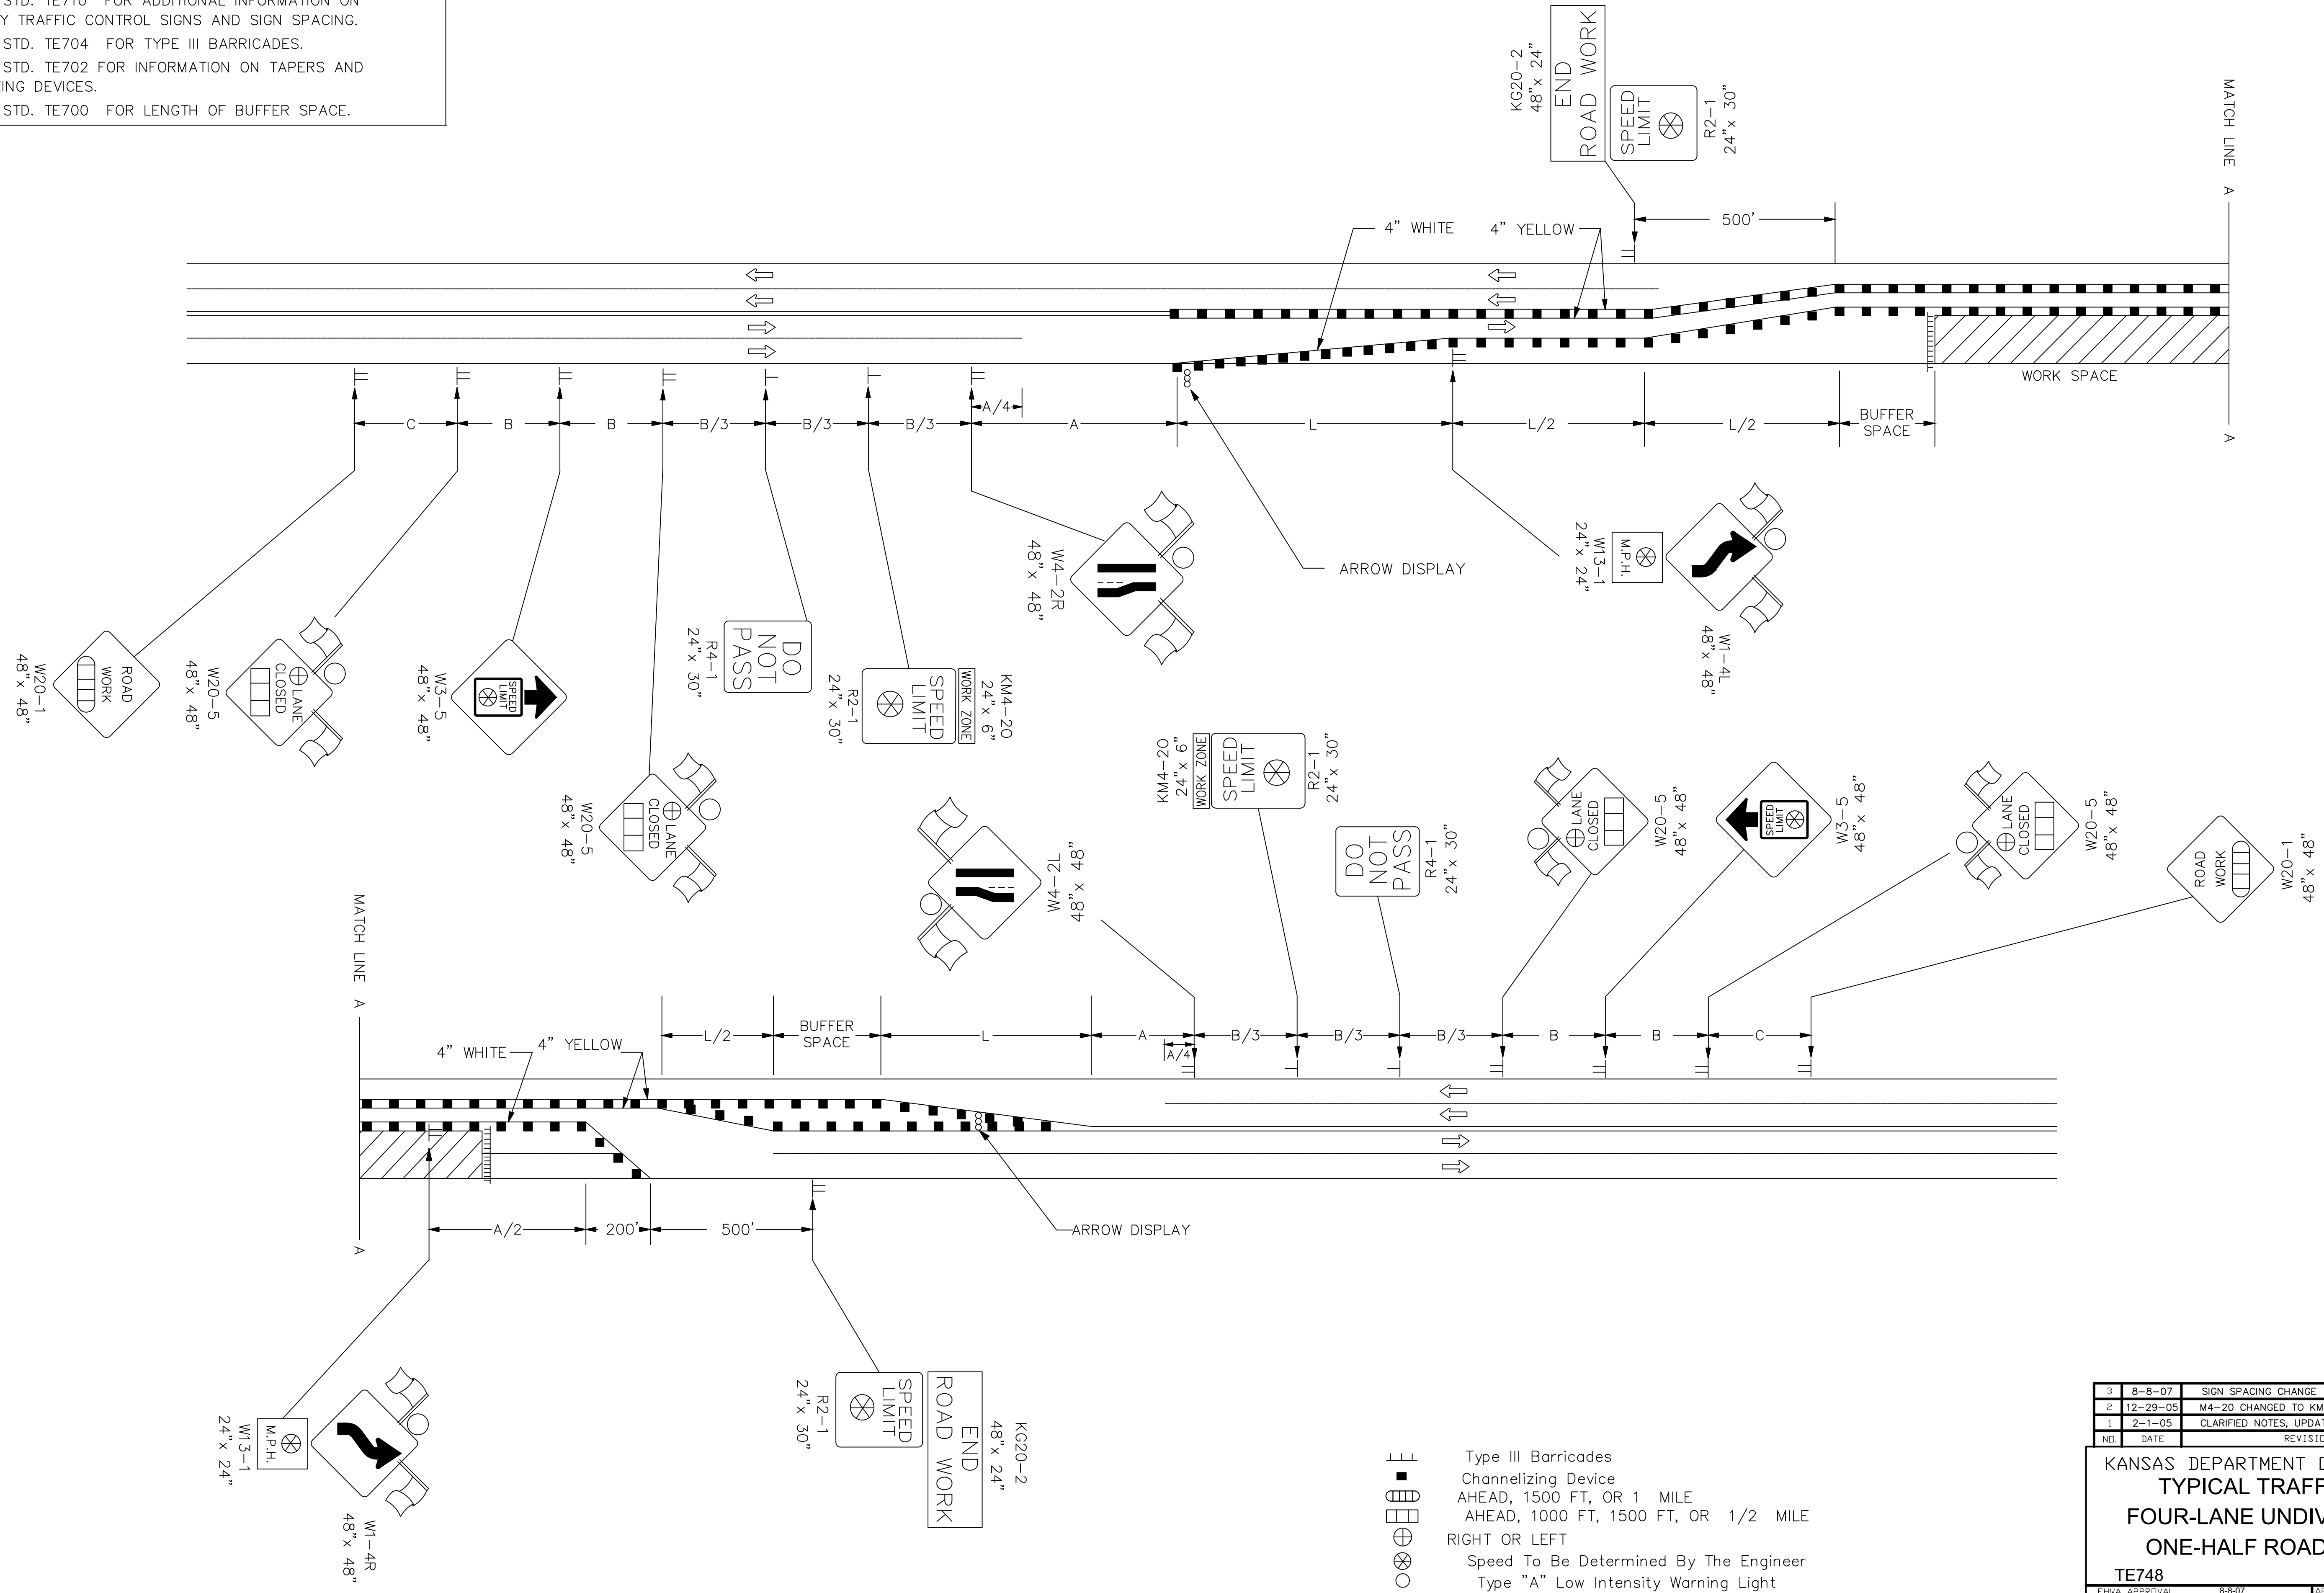 STD. TE710 FOR ADDITIONAL INFORMATION ON
Y TRAFFIC CONTROL SIGNS AND SIGN SPACING.
STD. TE704 FOR TYPE III BARRICADES.
STD. TE702 FOR INFORMATION ON TAPERS AND
ING DEVICES.
STD. TE700 FOR LENGTH OF BUFFER SPACE.
KG20-2
48"x 24"
END
ROAD WORK
SPEED
LIMIT
R2-1
24"x 30"
MATCH LINE A
500'
4" WHITE
4" YELLOW
WORK SPACE
C
B
B
B/3
B/3
B/3
A/4
A
L
L/2
L/2
BUFFER
SPACE
A
ARROW DISPLAY
ROAD
WORK
W20-1
48"x 48"
LANE
CLOSED
W20-5
48"x 48"
SPEED
LIMIT
W3-5
48"x 48"
LANE
CLOSED
W20-5
48"x 48"
DO
NOT
PASS
R4-1
24"x 30"
KM4-20
24"x 6"
WORK ZONE
SPEED
LIMIT
R2-1
24"x 30"
W4-2R
48"x 48"
M.P.H.
W13-1
24"x 24"
W1-4L
48"x 48"
W4-2L
48"x 48"
KM4-20
24"x 6"
WORK ZONE
SPEED
LIMIT
R2-1
24"x 30"
DO
NOT
PASS
R4-1
24"x 30"
LANE
CLOSED
W20-5
48"x 48"
SPEED
LIMIT
W3-5
48"x 48"
LANE
CLOSED
W20-5
48"x 48"
ROAD
WORK
W20-1
48"x 48"
MATCH LINE A
4" WHITE
4" YELLOW
L/2
BUFFER
SPACE
L
A
A/4
B/3
B/3
B/3
B
B
C
A
A/2
200'
500'
ARROW DISPLAY
M.P.H.
W13-1
24"x 24"
W1-4R
48"x 48"
SPEED
LIMIT
R2-1
24"x 30"
KG20-2
48"x 24"
END
ROAD WORK
Type III Barricades
Channelizing Device
AHEAD, 1500 FT, OR 1 MILE
AHEAD, 1000 FT, 1500 FT, OR 1/2 MILE
RIGHT OR LEFT
Speed To Be Determined By The Engineer
Type "A" Low Intensity Warning Light
3 8-8-07 SIGN SPACING CHANGE
2 12-29-05 M4-20 CHANGED TO KM
1 2-1-05 CLARIFIED NOTES, UPDAT
NO. DATE REVISIO
KANSAS DEPARTMENT
TYPICAL TRAFF
FOUR-LANE UNDIV
ONE-HALF ROAD
TE748
FHWA APPROVAL 8-8-07